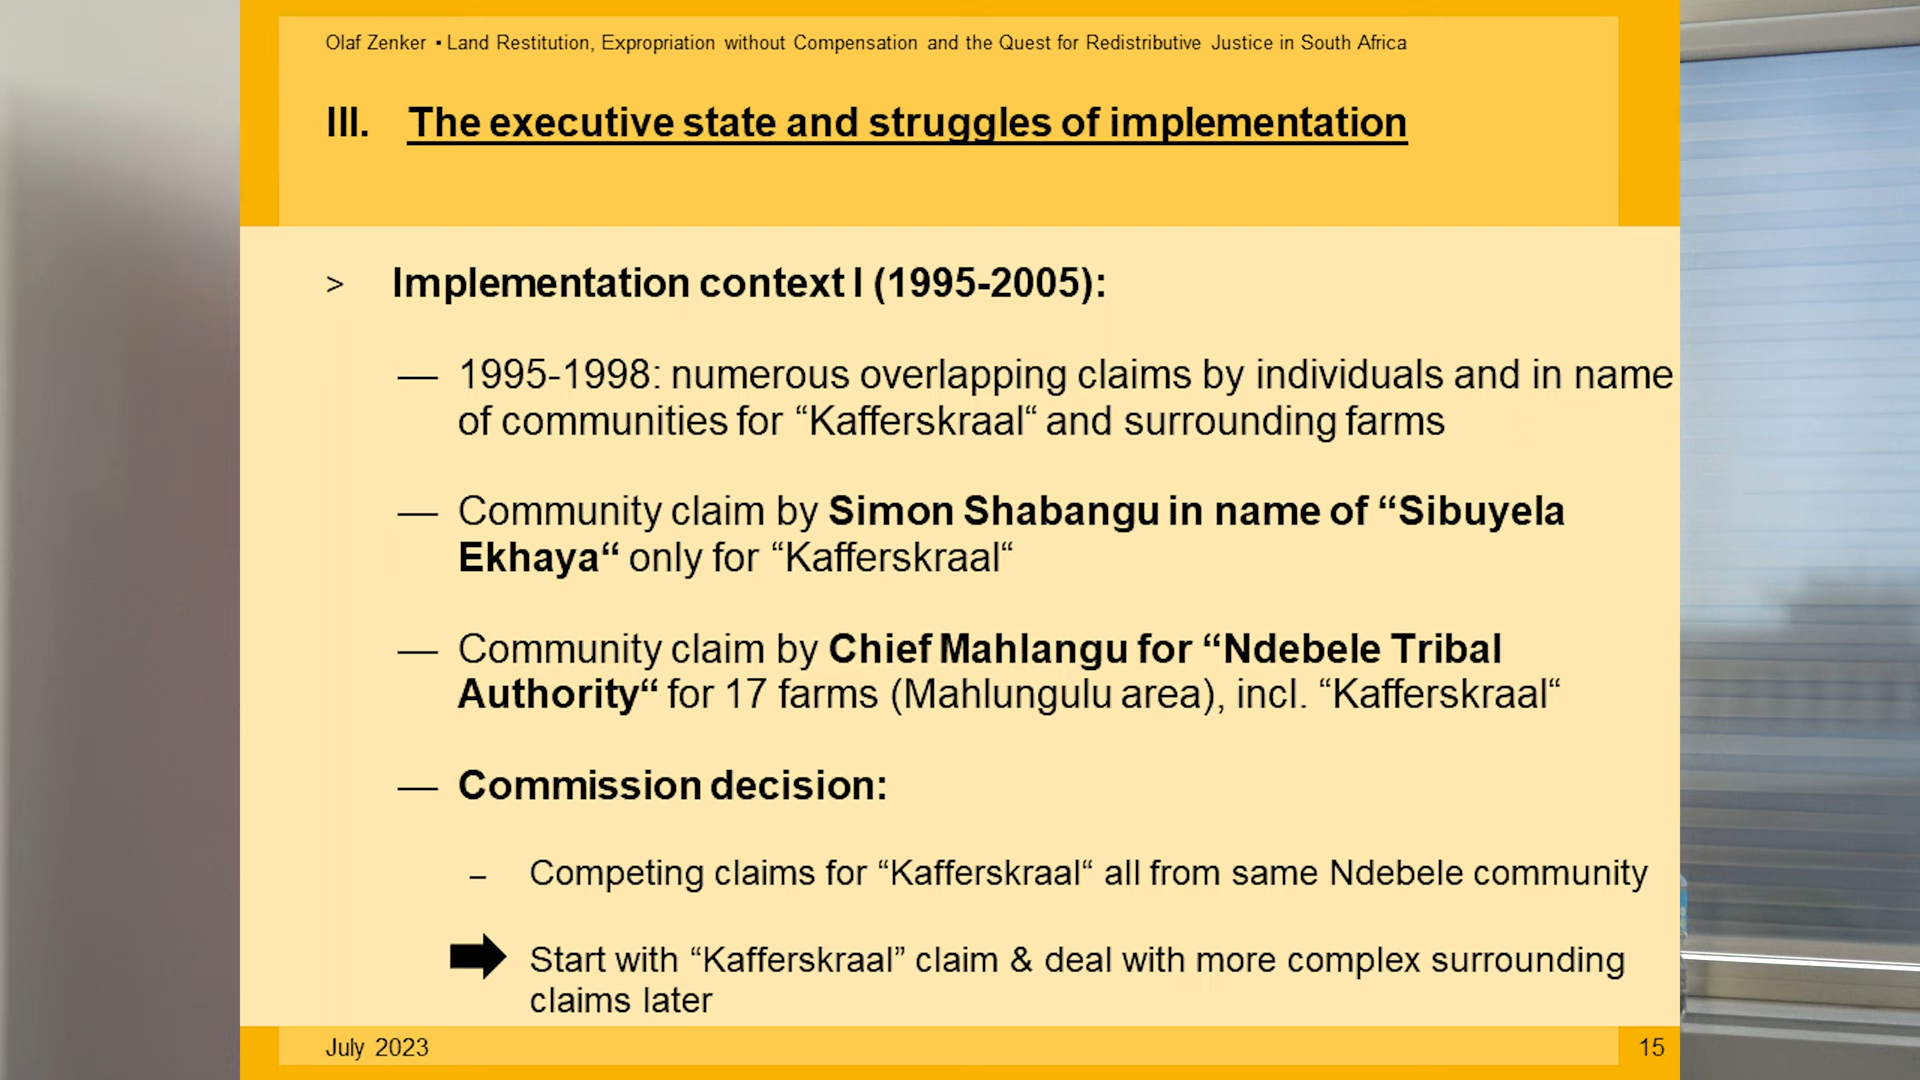 Olaf Zenker ▪ Land Restitution, Expropriation without Compensation and the Quest for Redistributive Justice in South Africa
III. The executive state and struggles of implementation
> Implementation context I (1995-2005):
— 1995-1998: numerous overlapping claims by individuals and in name
of communities for “Kafferskraal“ and surrounding farms
— Community claim by Simon Shabangu in name of “Sibuyela
Ekhaya“ only for “Kafferskraal“
— Community claim by Chief Mahlangu for “Ndebele Tribal
Authority“ for 17 farms (Mahlungulu area), incl. “Kafferskraal“
— Commission decision:
– Competing claims for “Kafferskraal“ all from same Ndebele community
Start with “Kafferskraal” claim & deal with more complex surrounding
claims later
July 2023
15